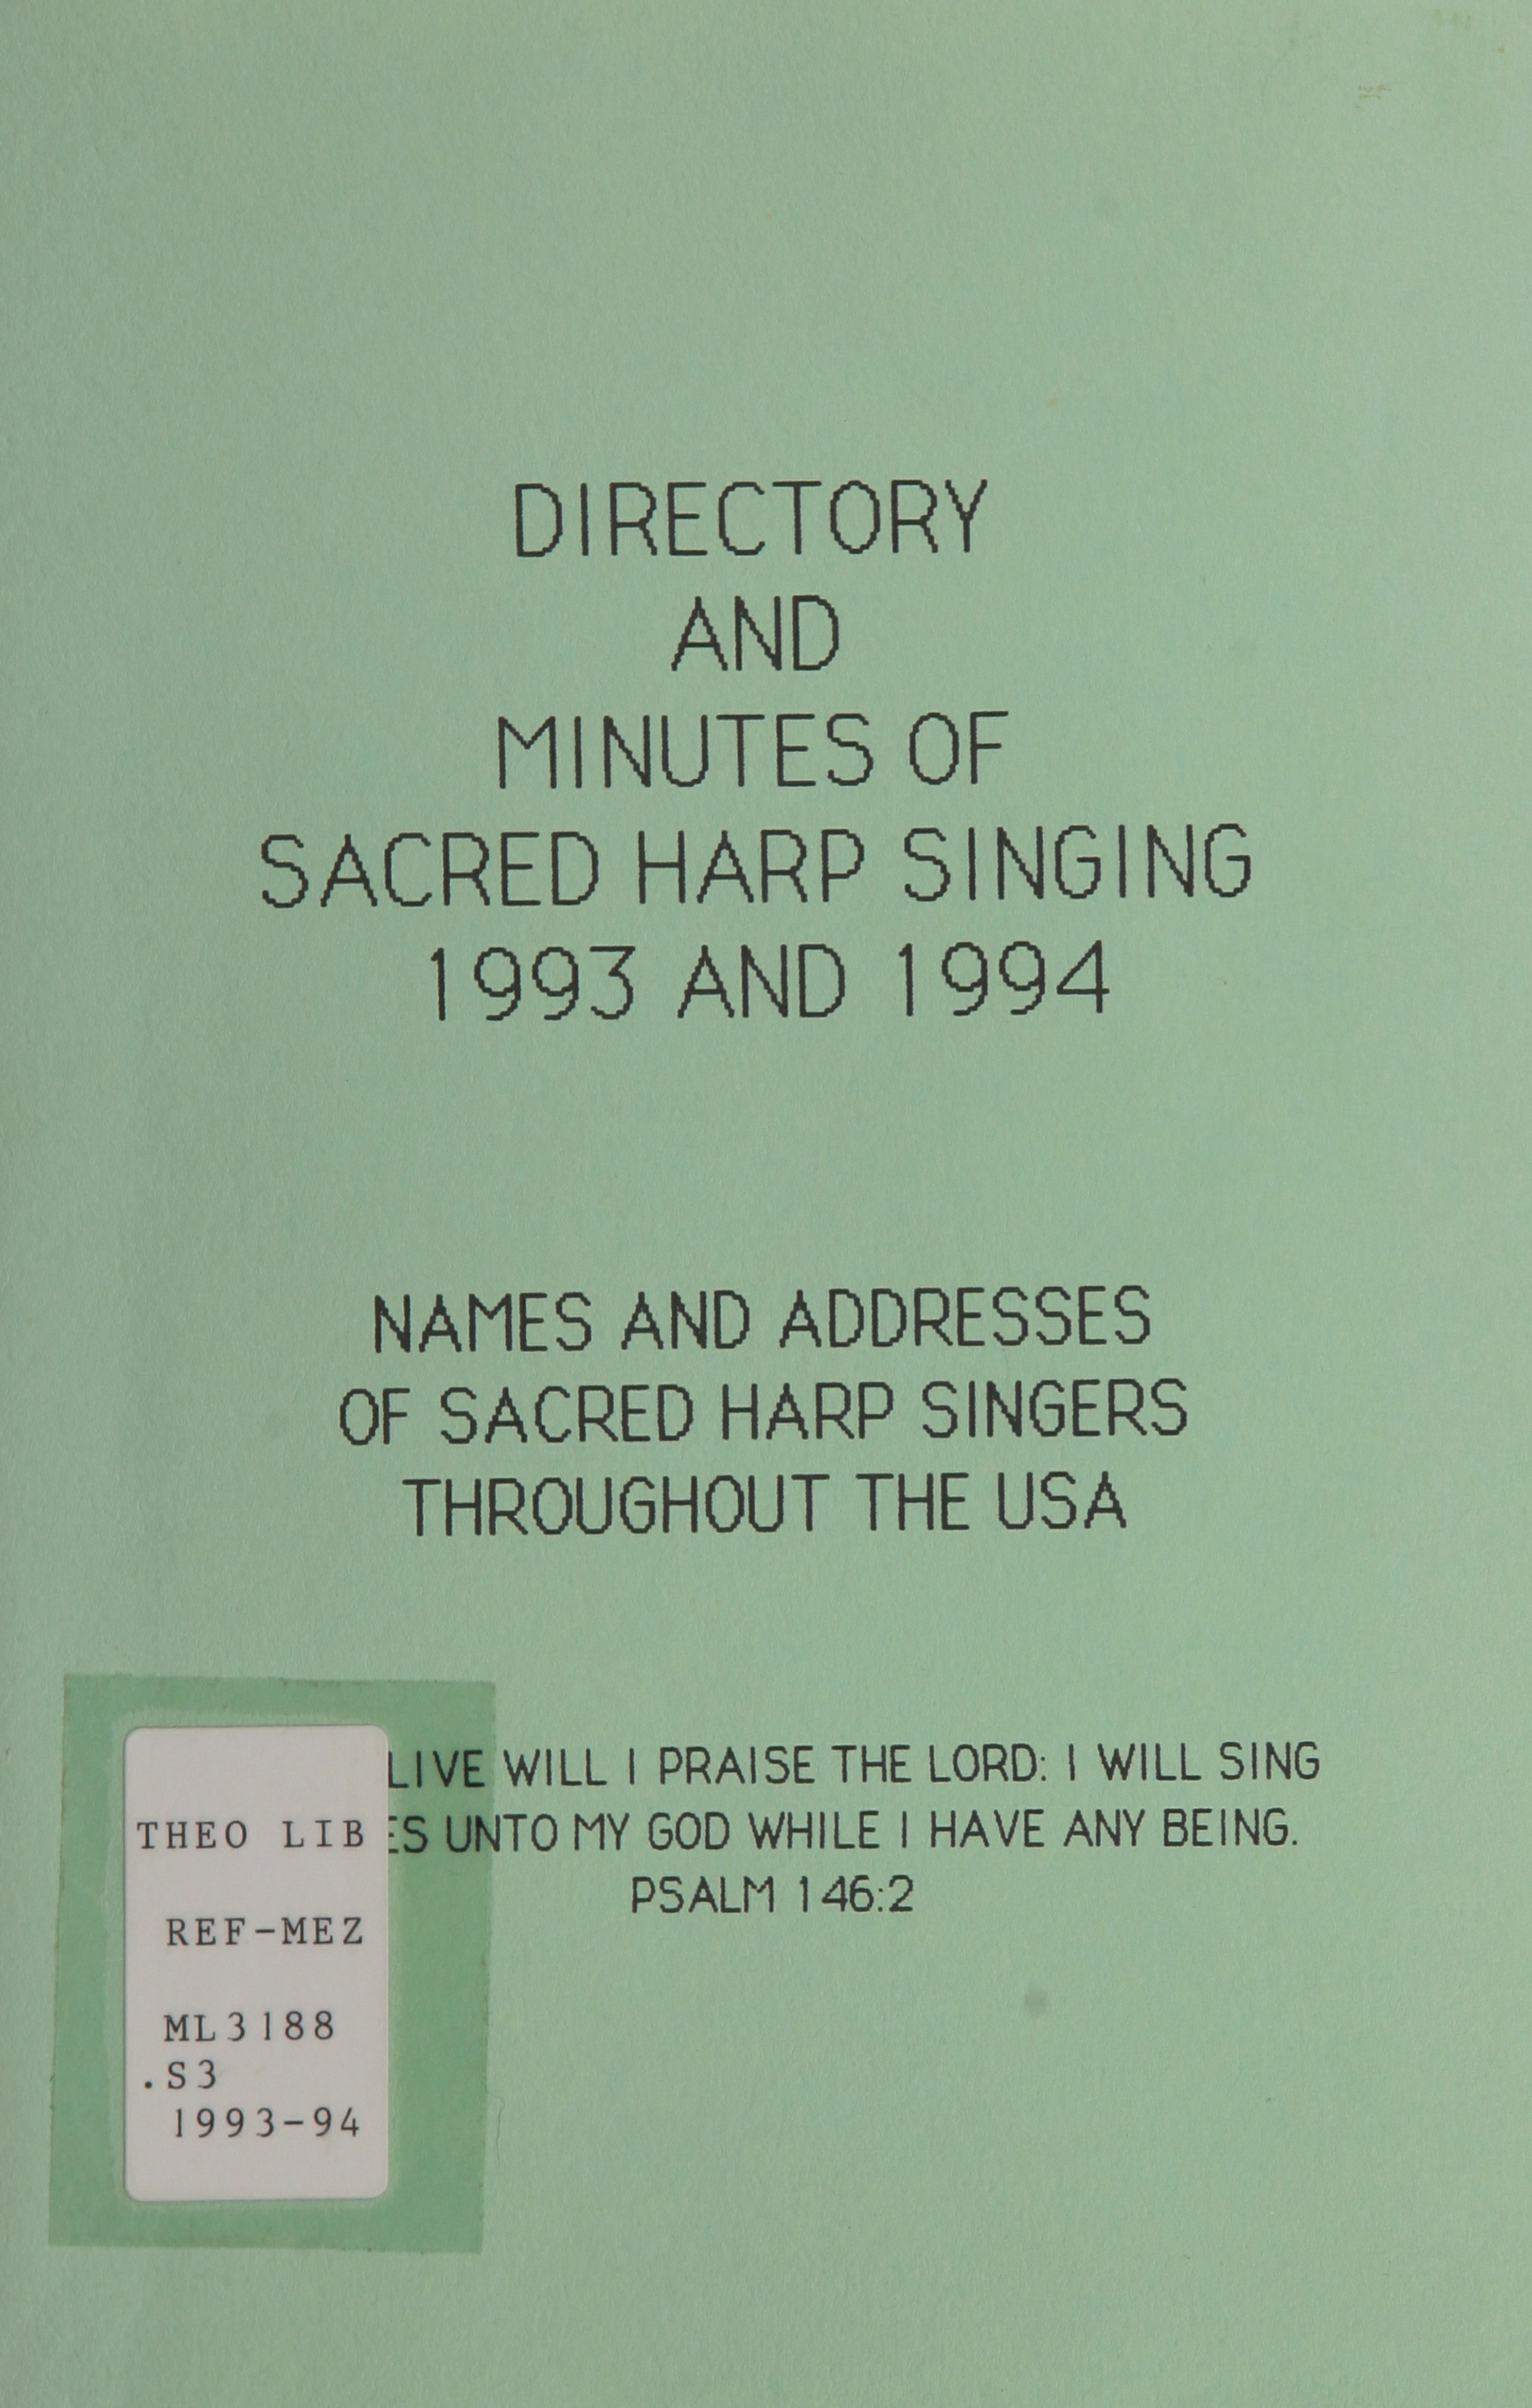 DIRECTORY
AND
MINUTES OF
SACRED HARP SINGING
1993 AND 1994
NAMES AND ADDRESSES
OF SACRED HARP SINGERS
THROUGHOUT THE USA
LIVE WILL I PRAISE THE LORD: I WILL SING
ES UNTO MY GOD WHILE I HAVE ANY BEING.
PSALM 146:2
THEO LIB
REF-MEZ
ML3188
.S3
1993-94